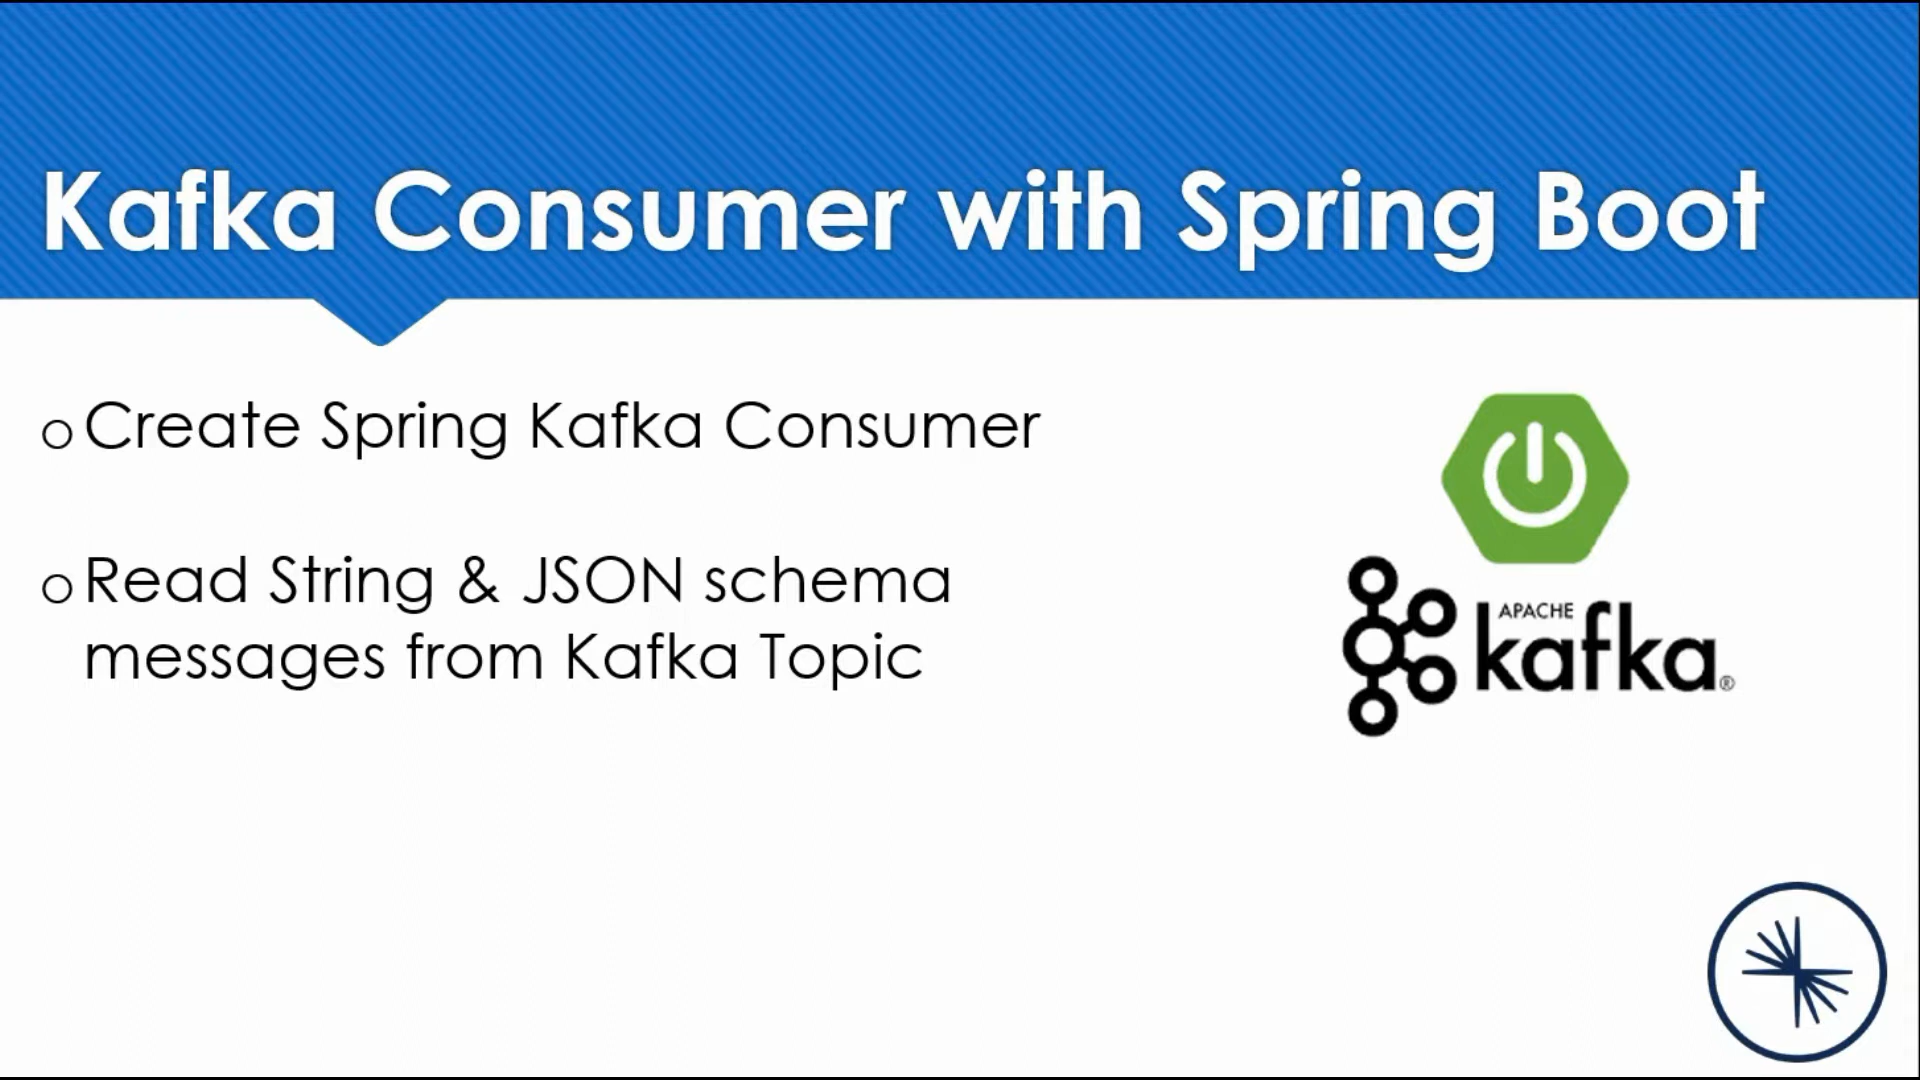 Kafka Consumer with Spring Boot
o Create Spring Kafka Consumer
o Read String & JSON schema
messages from Kafka Topic
APACHE
kafka®